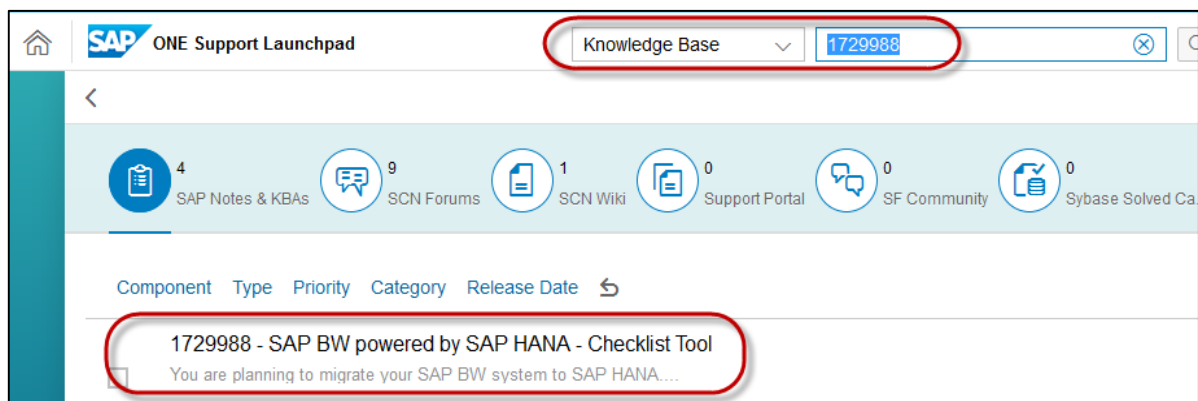 SAP ONE Support Launchpad
Knowledge Base
1729988
4
SAP Notes & KBAs
9
SCN Forums
1
SCN Wiki
0
Support Portal
0
SF Community
0
Sybase Solved Ca.
Component Type Priority Category Release Date
1729988 - SAP BW powered by SAP HANA - Checklist Tool
You are planning to migrate your SAP BW system to SAP HANA....